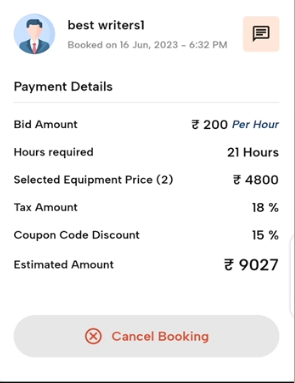 best writers1
Booked on 16 Jun, 2023 - 6:32 PM
Payment Details
Bid Amount ₹ 200 Per Hour
Hours required 21 Hours
Selected Equipment Price (2) ₹ 4800
Tax Amount 18 %
Coupon Code Discount 15 %
Estimated Amount ₹ 9027
Cancel Booking